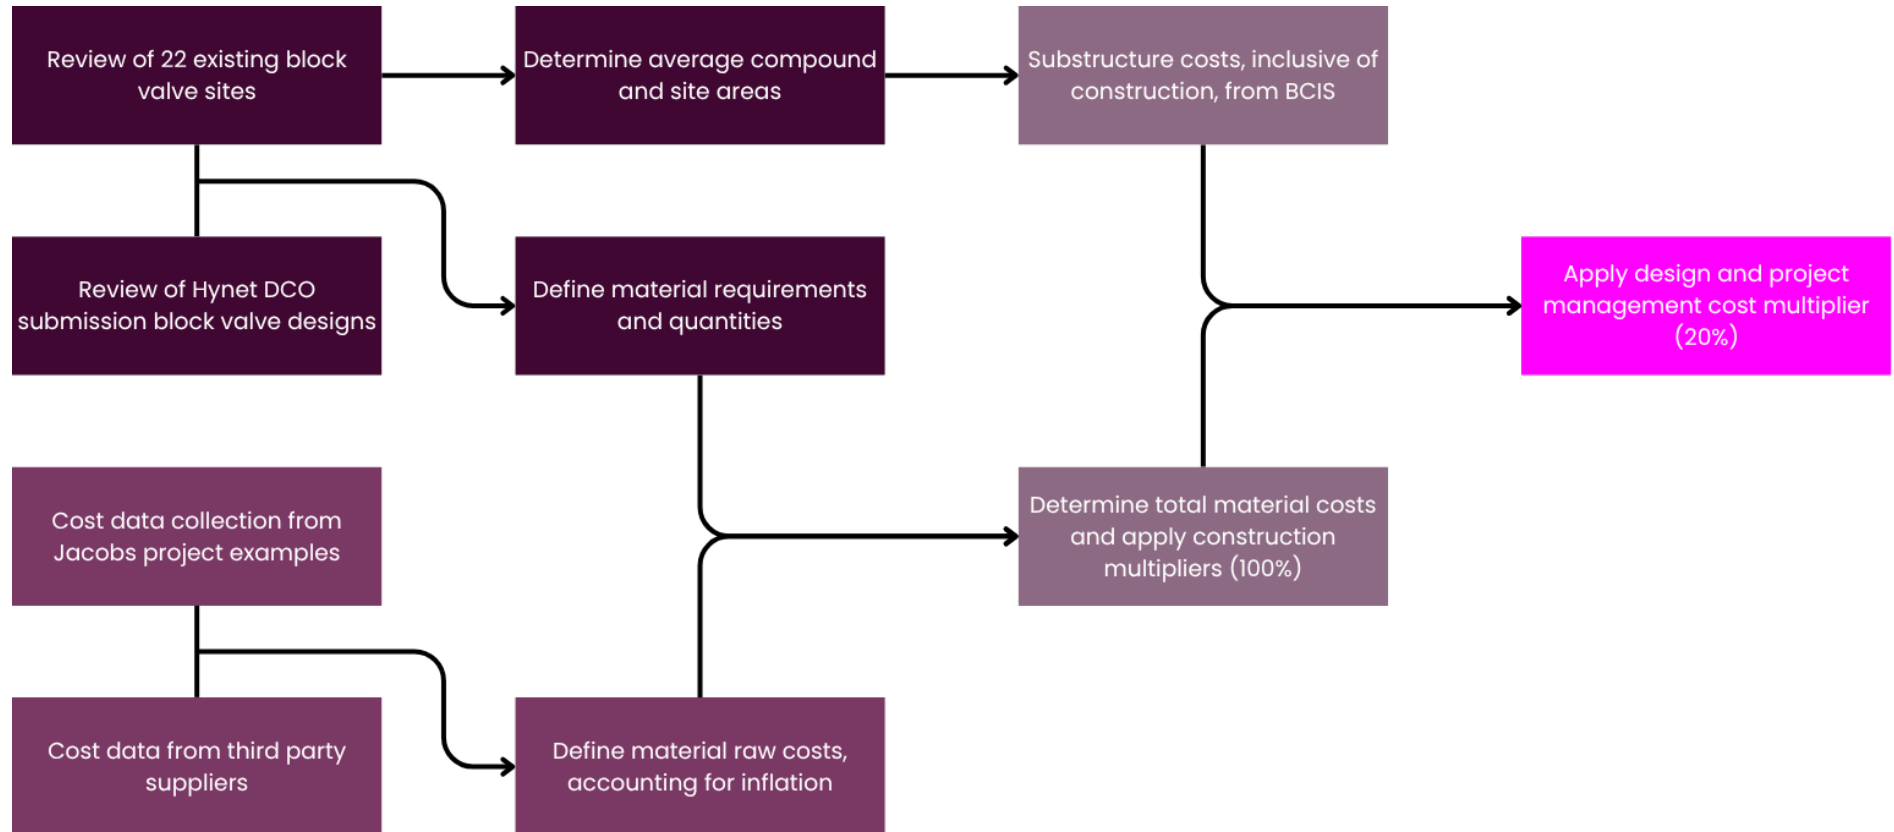 Review of 22 existing block
valve sites
Determine average compound
and site areas
Substructure costs, inclusive of
construction, from BCIS
Review of Hynet DCO
submission block valve designs
Define material requirements
and quantities
Apply design and project
management cost multiplier
(20%)
Cost data collection from
Jacobs project examples
Determine total material costs
and apply construction
multipliers (100%)
Cost data from third party
suppliers
Define material raw costs,
accounting for inflation